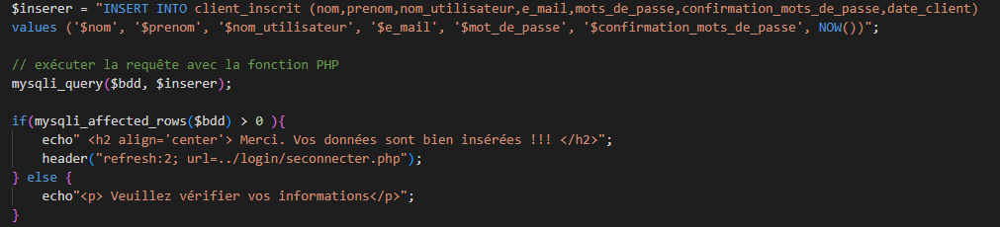 $inserer = "INSERT INTO client_inscrit (nom,prenom,nom_utilisateur,e_mail,mots_de_passe,confirmation_mots_de_passe,date_client)
values ('$nom', '$prenom', '$nom_utilisateur', '$e_mail', '$mot_de_passe', '$confirmation_mots_de_passe', NOW())";
// exécuter la requête avec la fonction PHP
mysqli_query($bdd, $inserer);
if(mysqli_affected_rows($bdd) > 0 ){
echo" <h2 align='center'> Merci. Vos données sont bien insérées !!! </h2>";
header("refresh:2; url=../login/seconnecter.php");
} else {
echo"<p> Veuillez vérifier vos informations</p>";
}